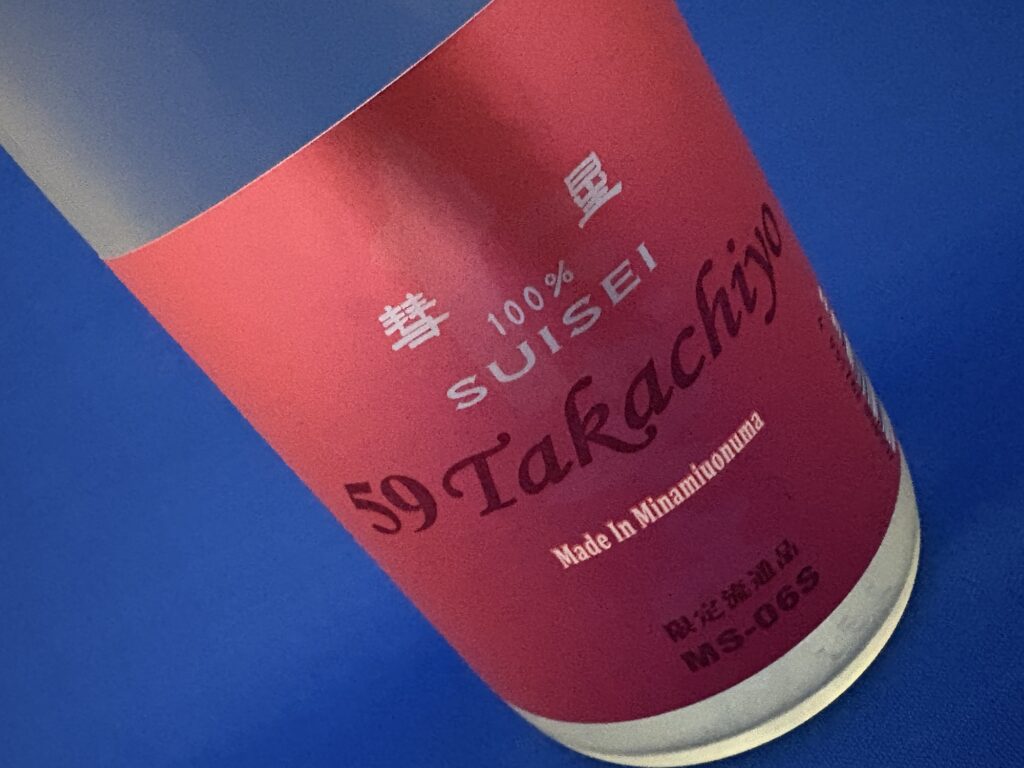 彗星
100%
SUISEI
59 Takachiyo
Made In Minamiuonuma
限定流通品
MS-06S